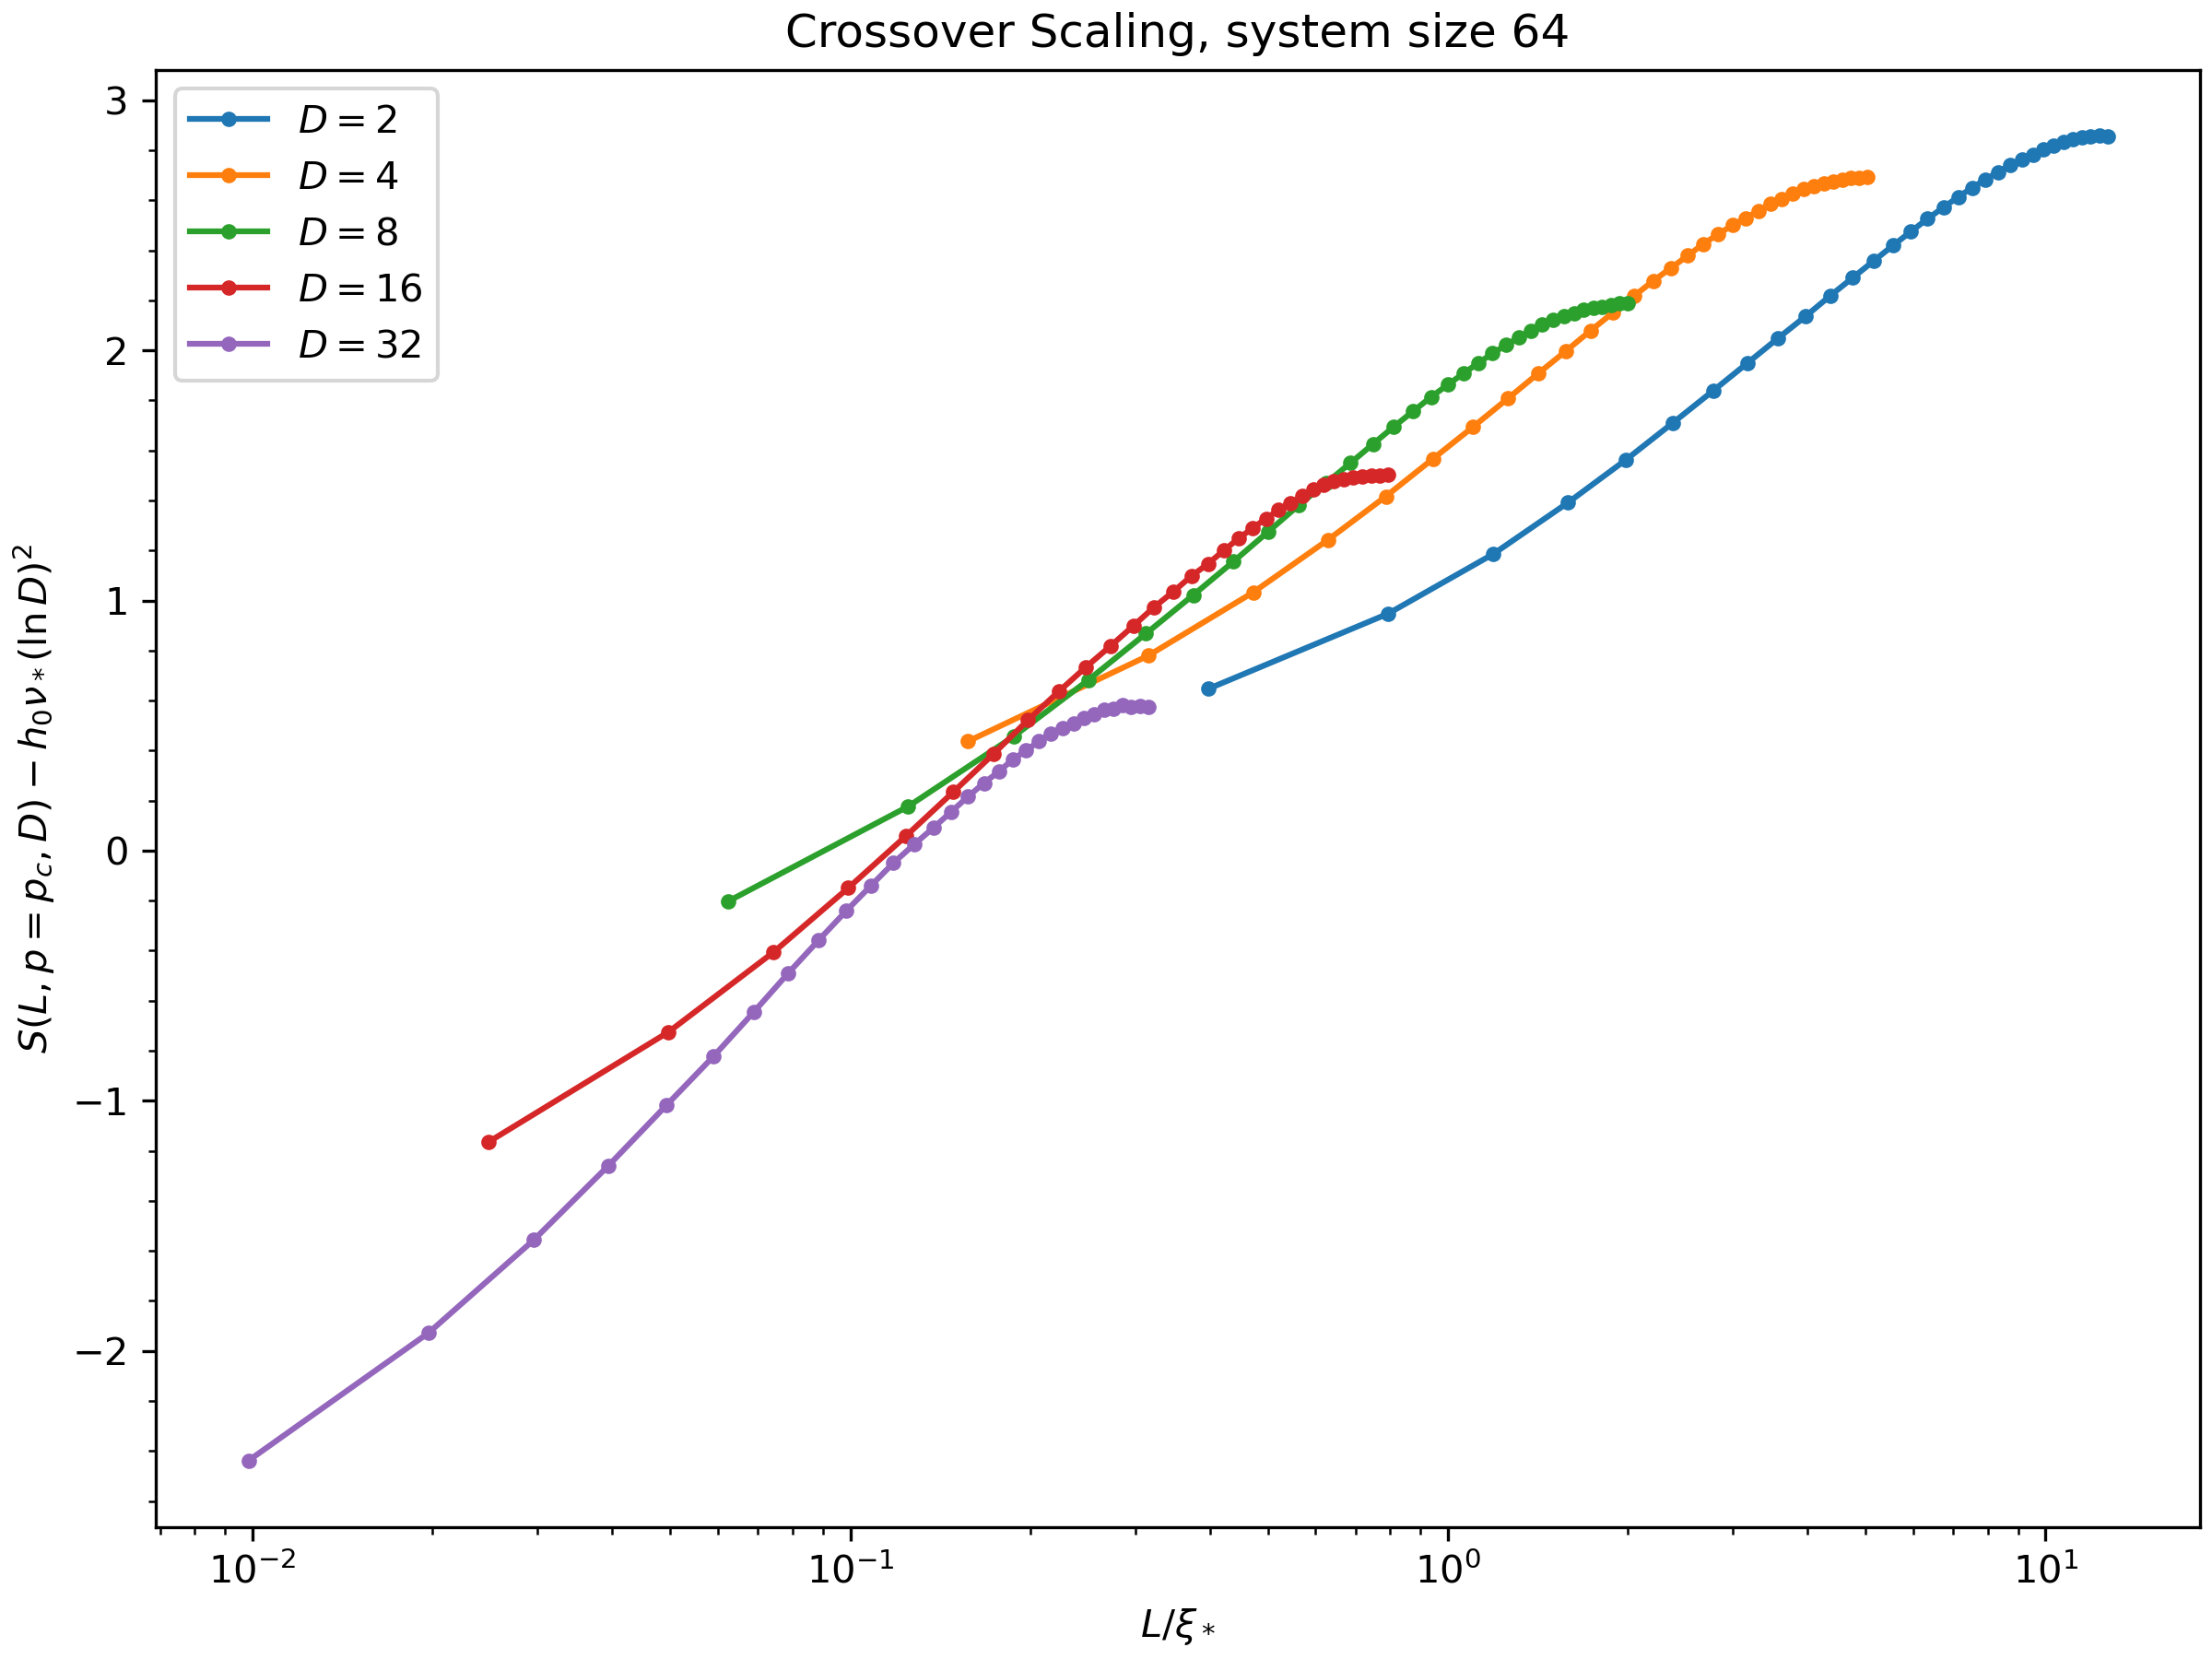 Crossover Scaling, system size 64
D = 2
D = 4
D = 8
D = 16
D = 32
S(L, p = p_c, D) − h_0ν_*(ln D)^2
3
2
1
0
−1
−2
10^{-2}
10^{-1}
10^0
10^1
L/ξ_*